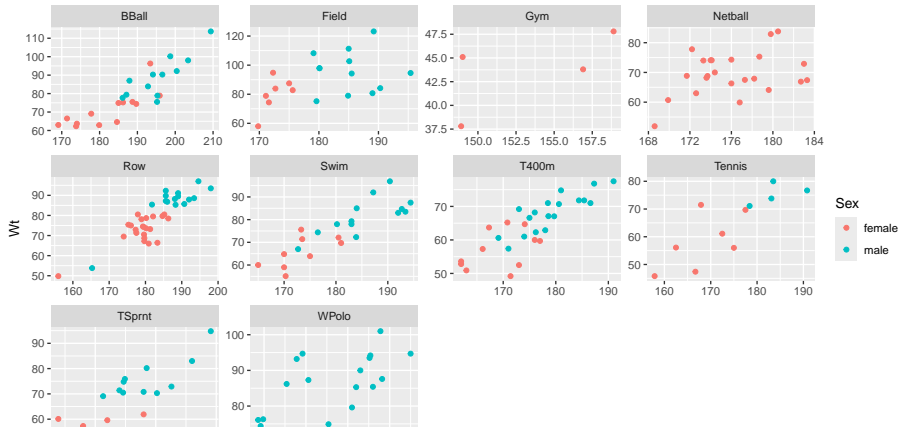 BBall Field Gym Netball
110
100
90
80
70
60
170 180 190 200
120
100
80
60
170 180 190
47.5
45.0
42.5
40.0
37.5
150.0 152.5 155.0 157.5
80
70
60
168 172 176 180 184
Row Swim T400m Tennis
90
80
70
60
50
160 170 180 190 200
90
80
70
60
50
170 180 190
70
60
50
170 180 190
80
70
60
50
160 170 180 190
Wt
Sex
female
male
TSprnt WPolo
90
80
70
60
100
90
80